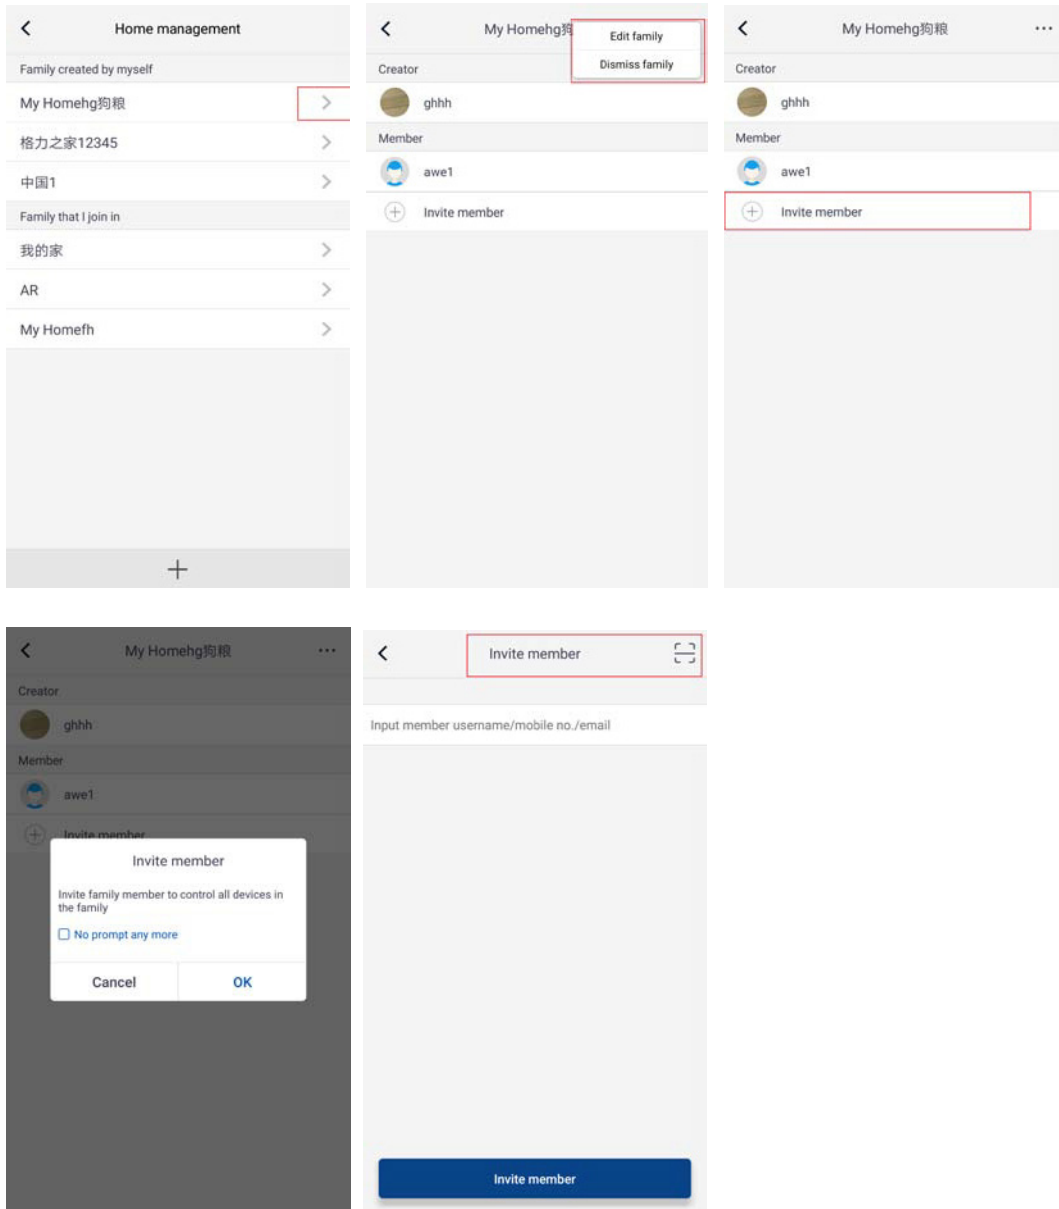 Home management
Family created by myself
My Homehg狗粮
格力之家12345
中国1
Family that I join in
我的家
AR
My Homefh
My Homehg狗
Edit family
Dismiss family
Creator
ghhh
Member
awe1
Invite member
My Homehg狗粮
Creator
ghhh
Member
awe1
Invite member
My Homehg狗粮
Creator
ghhh
Member
awe1
Invite member
Invite member
Invite family member to control all devices in
the family
No prompt any more
Cancel OK
Invite member
Input member username/mobile no./email
Invite member